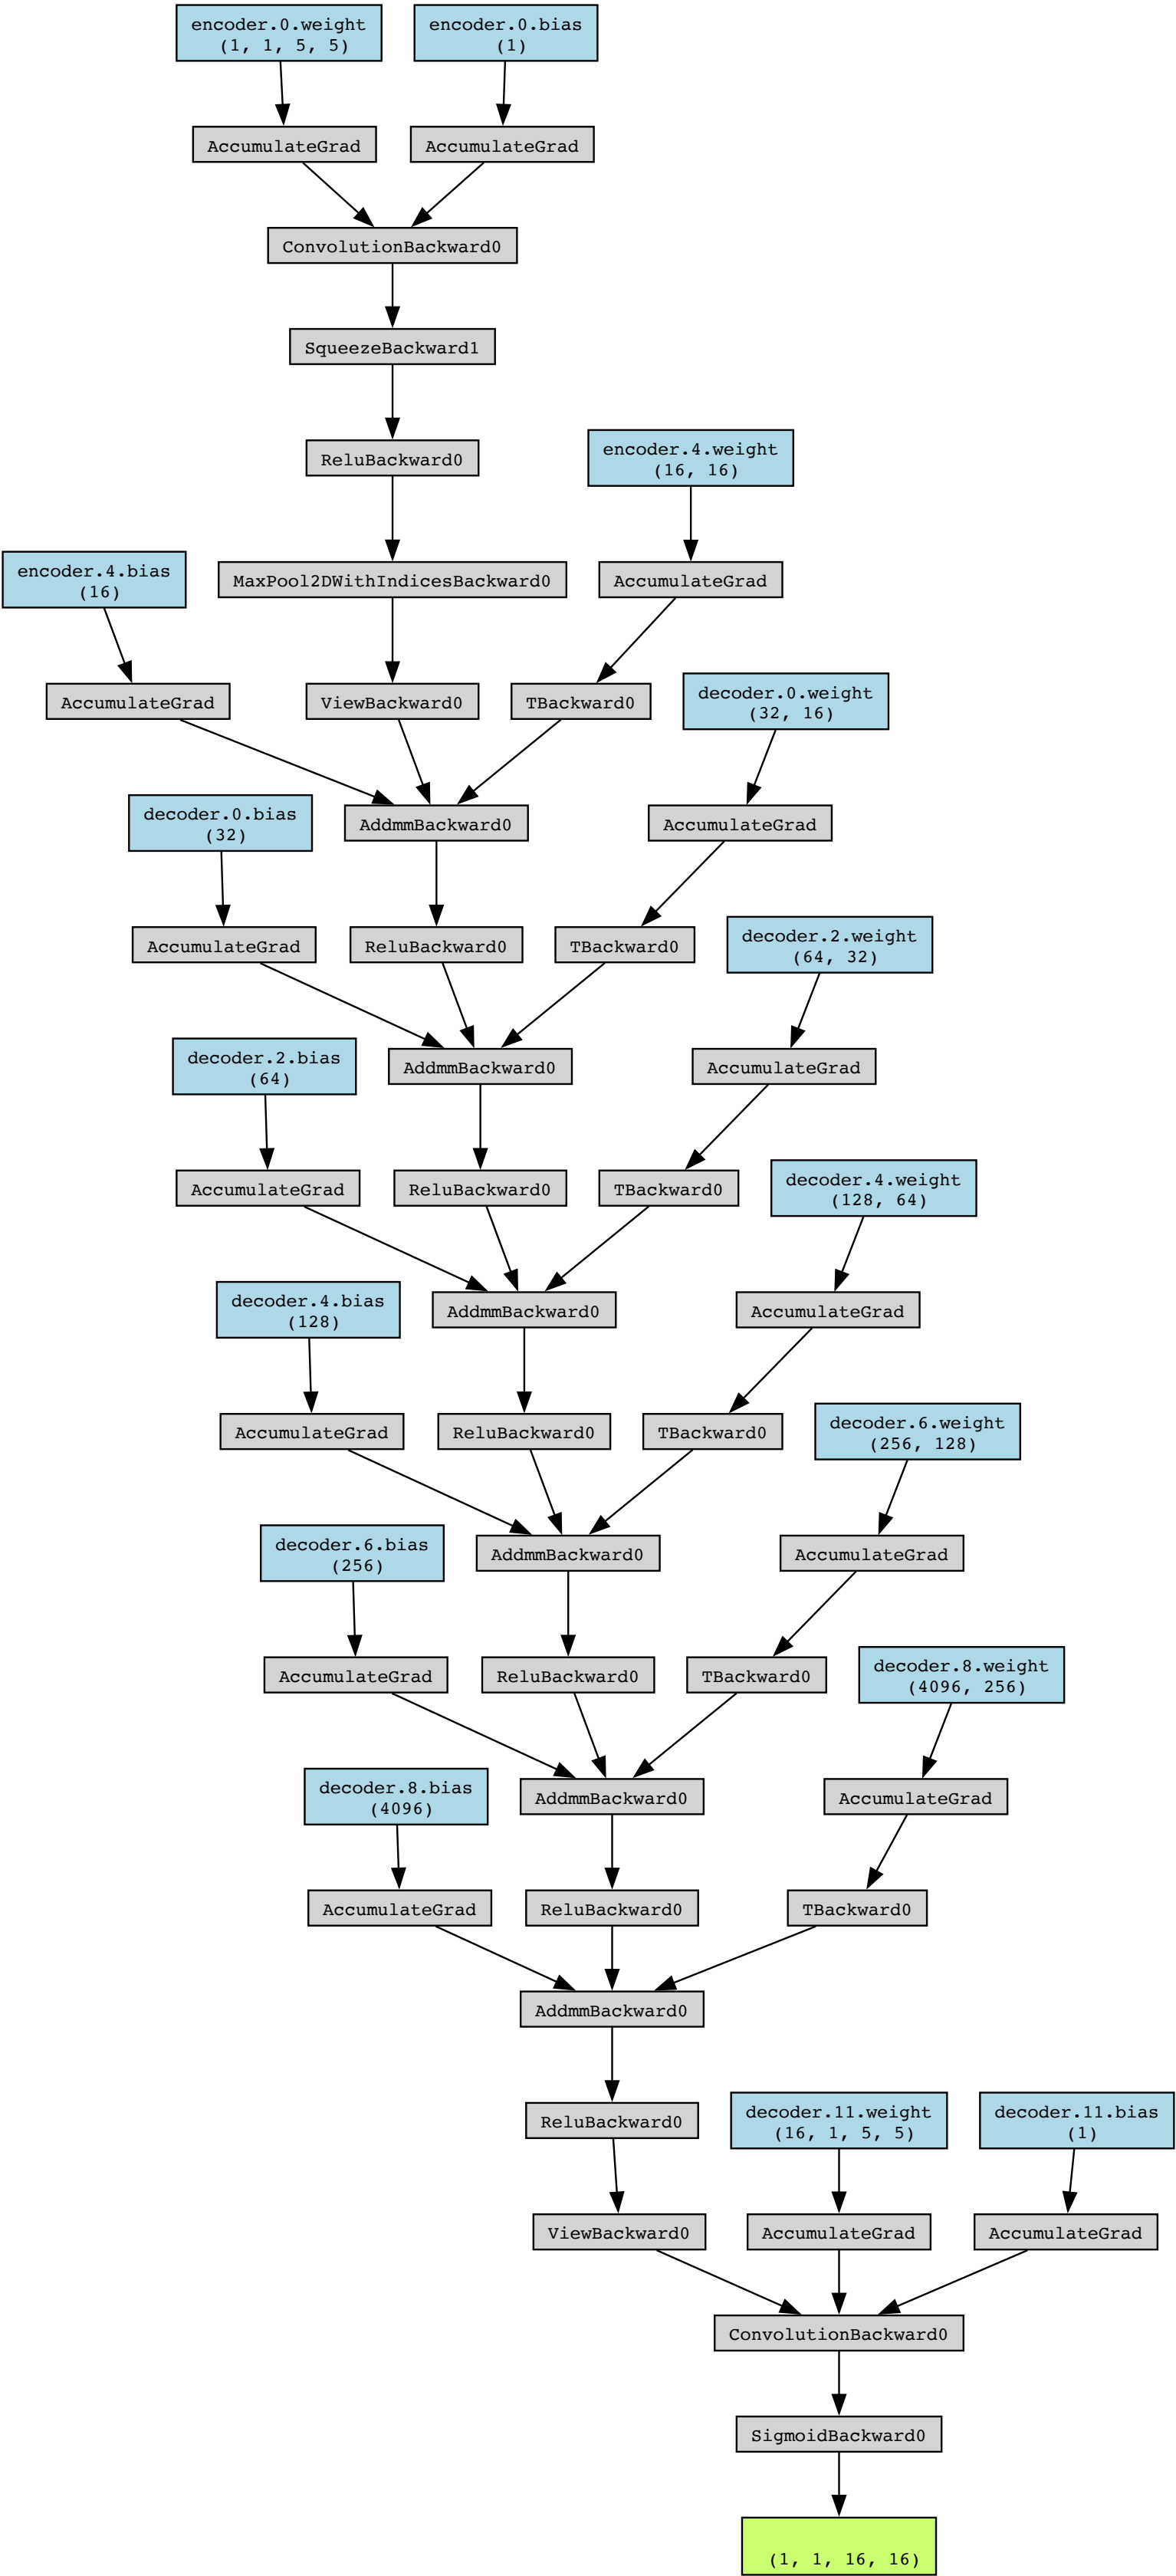 encoder.0.weight
(1, 1, 5, 5)
encoder.0.bias
(1)
AccumulateGrad
AccumulateGrad
ConvolutionBackward0
SqueezeBackward1
ReluBackward0
encoder.4.weight
(16, 16)
encoder.4.bias
(16)
MaxPool2DWithIndicesBackward0
AccumulateGrad
AccumulateGrad
ViewBackward0
TBackward0
decoder.0.weight
(32, 16)
decoder.0.bias
(32)
AddmmBackward0
AccumulateGrad
AccumulateGrad
ReluBackward0
TBackward0
decoder.2.weight
(64, 32)
decoder.2.bias
(64)
AddmmBackward0
AccumulateGrad
AccumulateGrad
ReluBackward0
TBackward0
decoder.4.weight
(128, 64)
decoder.4.bias
(128)
AddmmBackward0
AccumulateGrad
AccumulateGrad
ReluBackward0
TBackward0
decoder.6.weight
(256, 128)
decoder.6.bias
(256)
AddmmBackward0
AccumulateGrad
AccumulateGrad
ReluBackward0
TBackward0
decoder.8.weight
(4096, 256)
decoder.8.bias
(4096)
AddmmBackward0
AccumulateGrad
AccumulateGrad
ReluBackward0
TBackward0
AddmmBackward0
ReluBackward0
decoder.11.weight
(16, 1, 5, 5)
decoder.11.bias
(1)
ViewBackward0
AccumulateGrad
AccumulateGrad
ConvolutionBackward0
SigmoidBackward0
(1, 1, 16, 16)